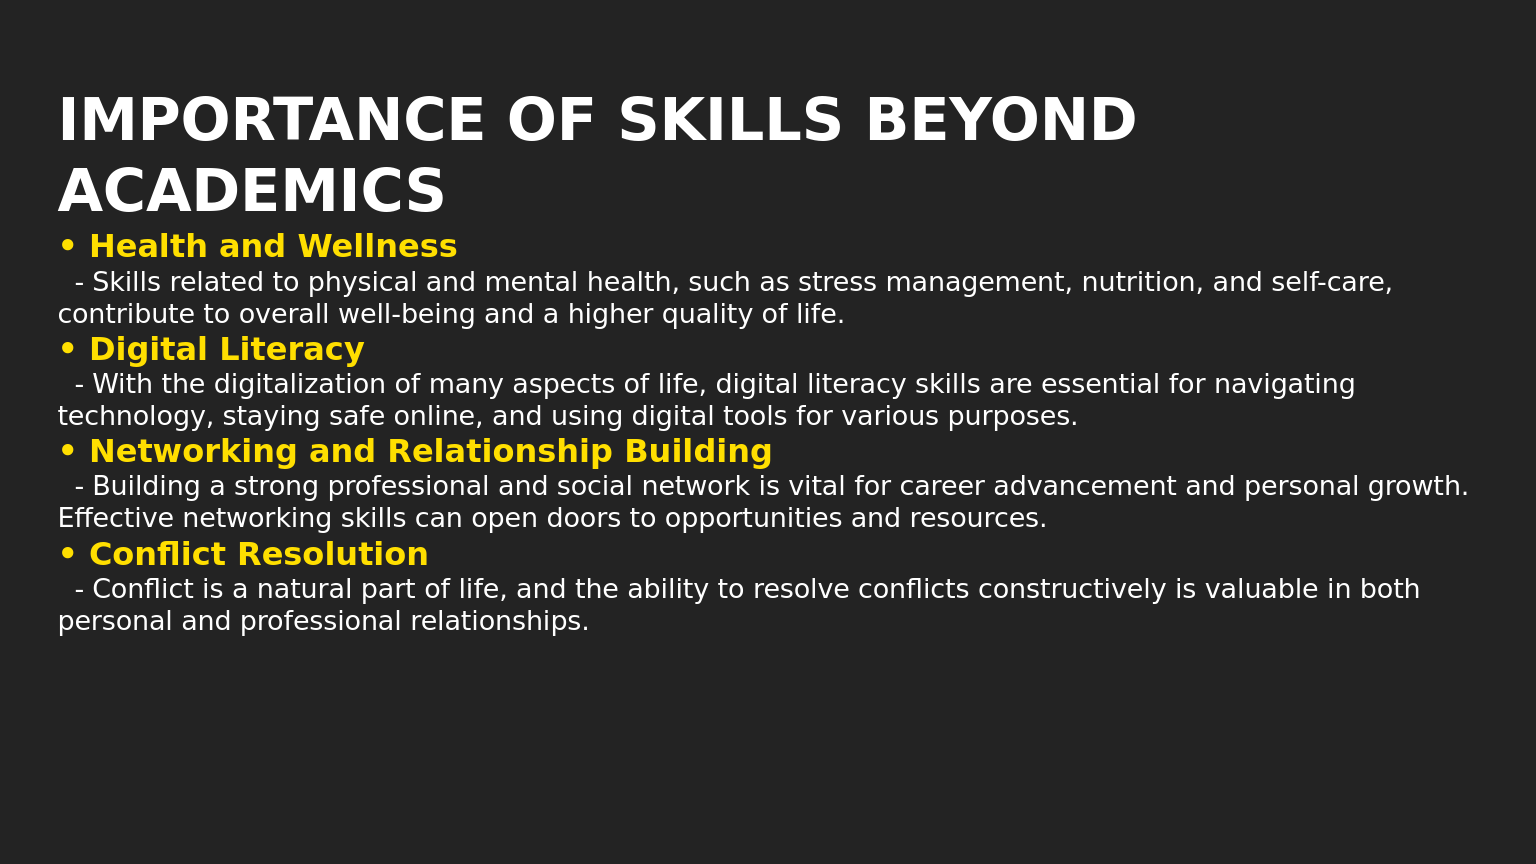 IMPORTANCE OF SKILLS BEYOND
ACADEMICS
• Health and Wellness
- Skills related to physical and mental health, such as stress management, nutrition, and self-care,
contribute to overall well-being and a higher quality of life.
• Digital Literacy
- With the digitalization of many aspects of life, digital literacy skills are essential for navigating
technology, staying safe online, and using digital tools for various purposes.
• Networking and Relationship Building
- Building a strong professional and social network is vital for career advancement and personal growth.
Effective networking skills can open doors to opportunities and resources.
• Conflict Resolution
- Conflict is a natural part of life, and the ability to resolve conflicts constructively is valuable in both
personal and professional relationships.